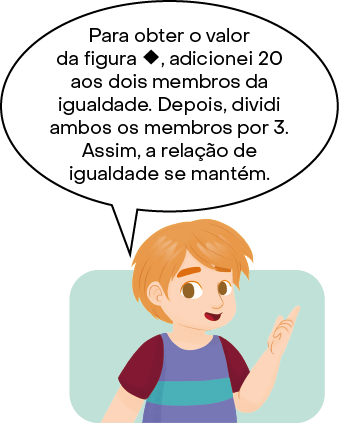 Para obter o valor
da figura ◆, adicionei 20
aos dois membros da
igualdade. Depois, dividi
ambos os membros por 3.
Assim, a relação de
igualdade se mantém.